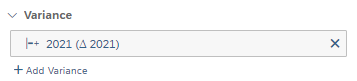 Variance
2021 (Δ 2021)
Add Variance